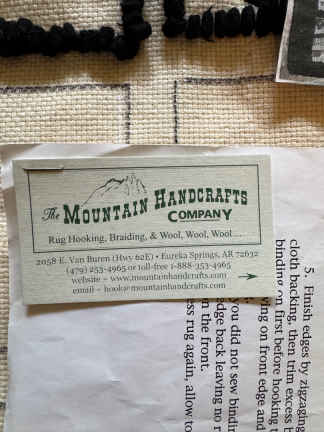 The MOUNTAIN HANDCRAFTS
COMPANY
Rug Hooking, Braiding, & Wool, Wool, Wool ...
2058 E. Van Buren (Hwy 62E) • Eureka Springs, AR 72632
(479) 253-4965 or toll-free 1-888-353-4965
website ~ www.mountainhandcrafts.com
email ~ hook@mountainhandcrafts.com
5. Finish edges by zigzaging
cloth backing, then trim excess b
binding on first before hooking t
ving on front edge and
you did not sew bindin
edge back leaving no r
m the front.
ess rug again, allow to